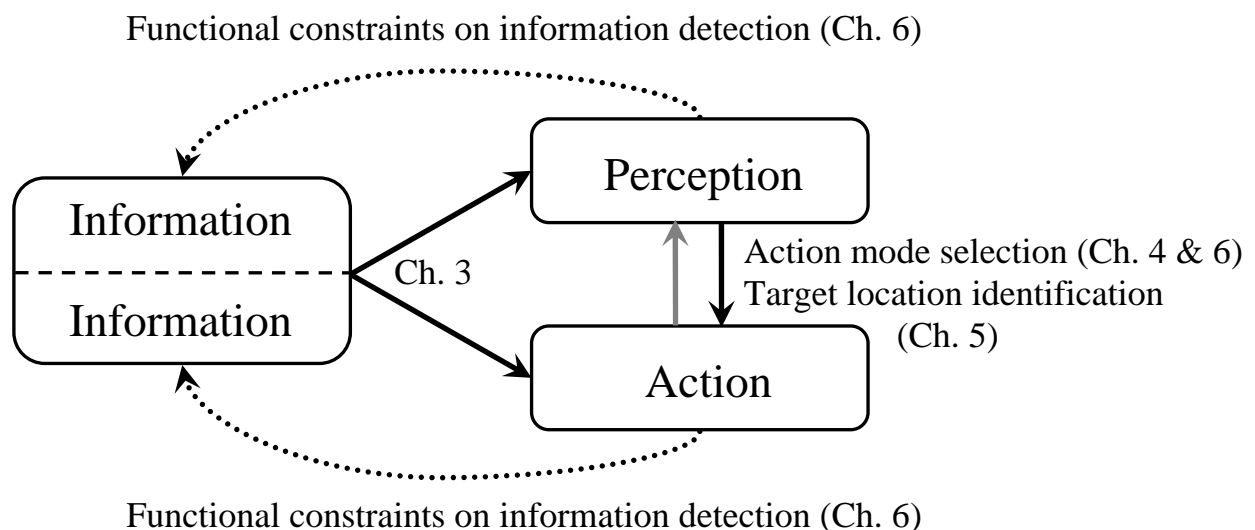 Functional constraints on information detection (Ch. 6)
Perception
Information
Ch. 3
Information
Action mode selection (Ch. 4 & 6)
Target location identification
(Ch. 5)
Action
Functional constraints on information detection (Ch. 6)